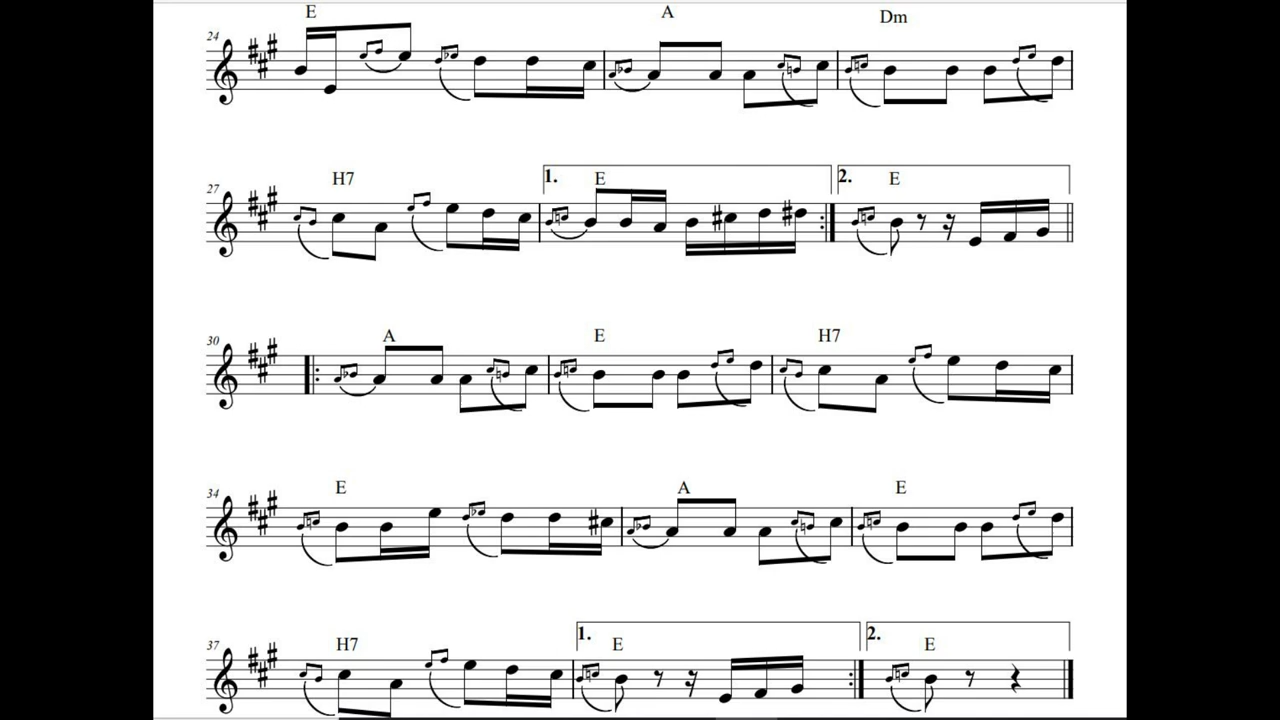 E A Dm
24
H7 1. E 2. E
27
A E H7
30
E A E
34
H7 1. E 2. E
37